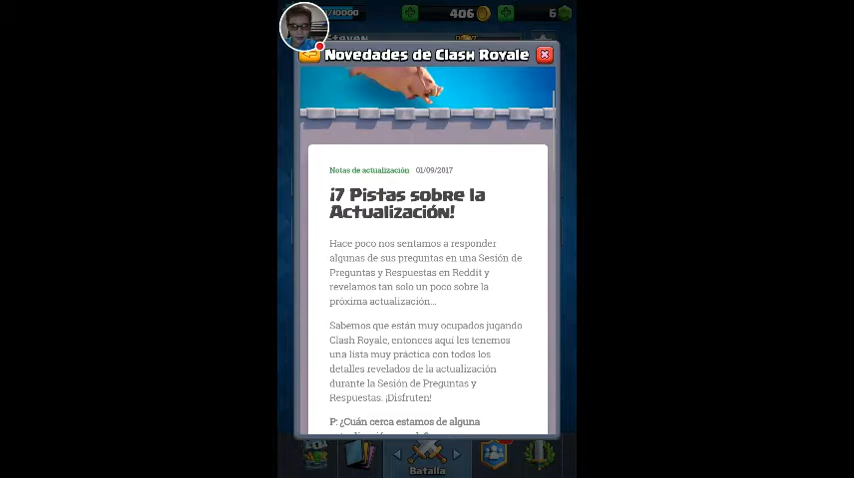 406
6
Novedades de Clash Royale
Notas de actualización 01/09/2017
¡7 Pistas sobre la
Actualización!
Hace poco nos sentamos a responder
algunas de sus preguntas en una Sesión de
Preguntas y Respuestas en Reddit y
revelamos tan solo un poco sobre la
próxima actualización...
Sabemos que están muy ocupados jugando
Clash Royale, entonces aquí les tenemos
una lista muy práctica con todos los
detalles revelados de la actualización
durante la Sesión de Preguntas y
Respuestas. ¡Disfruten!
P: ¿Cuán cerca estamos de alguna
Batalla